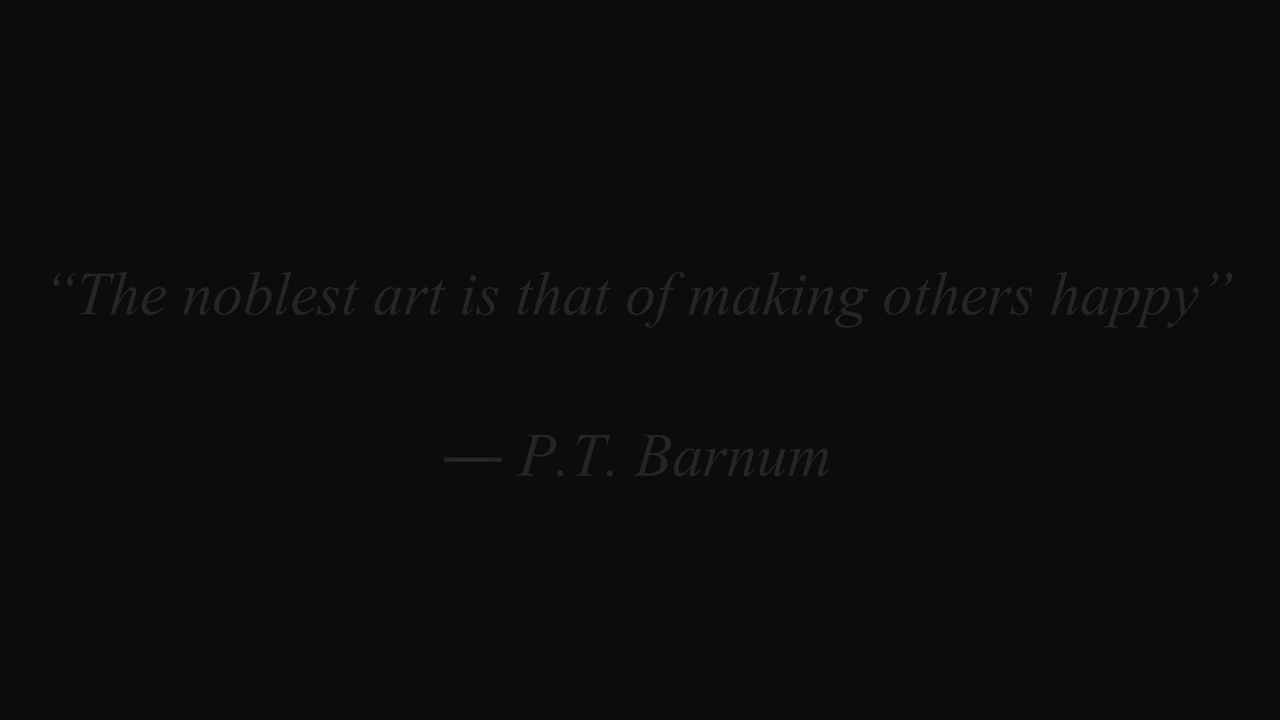 “The noblest art is that of making others happy”
— P.T. Barnum